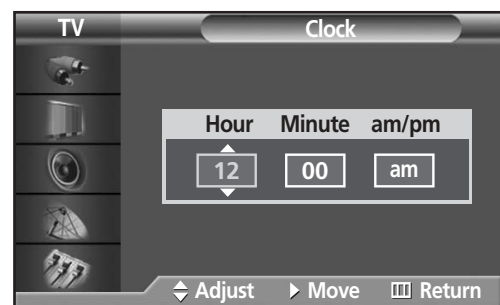 TV Clock
Hour Minute am/pm
12 00 am
Adjust Move Return